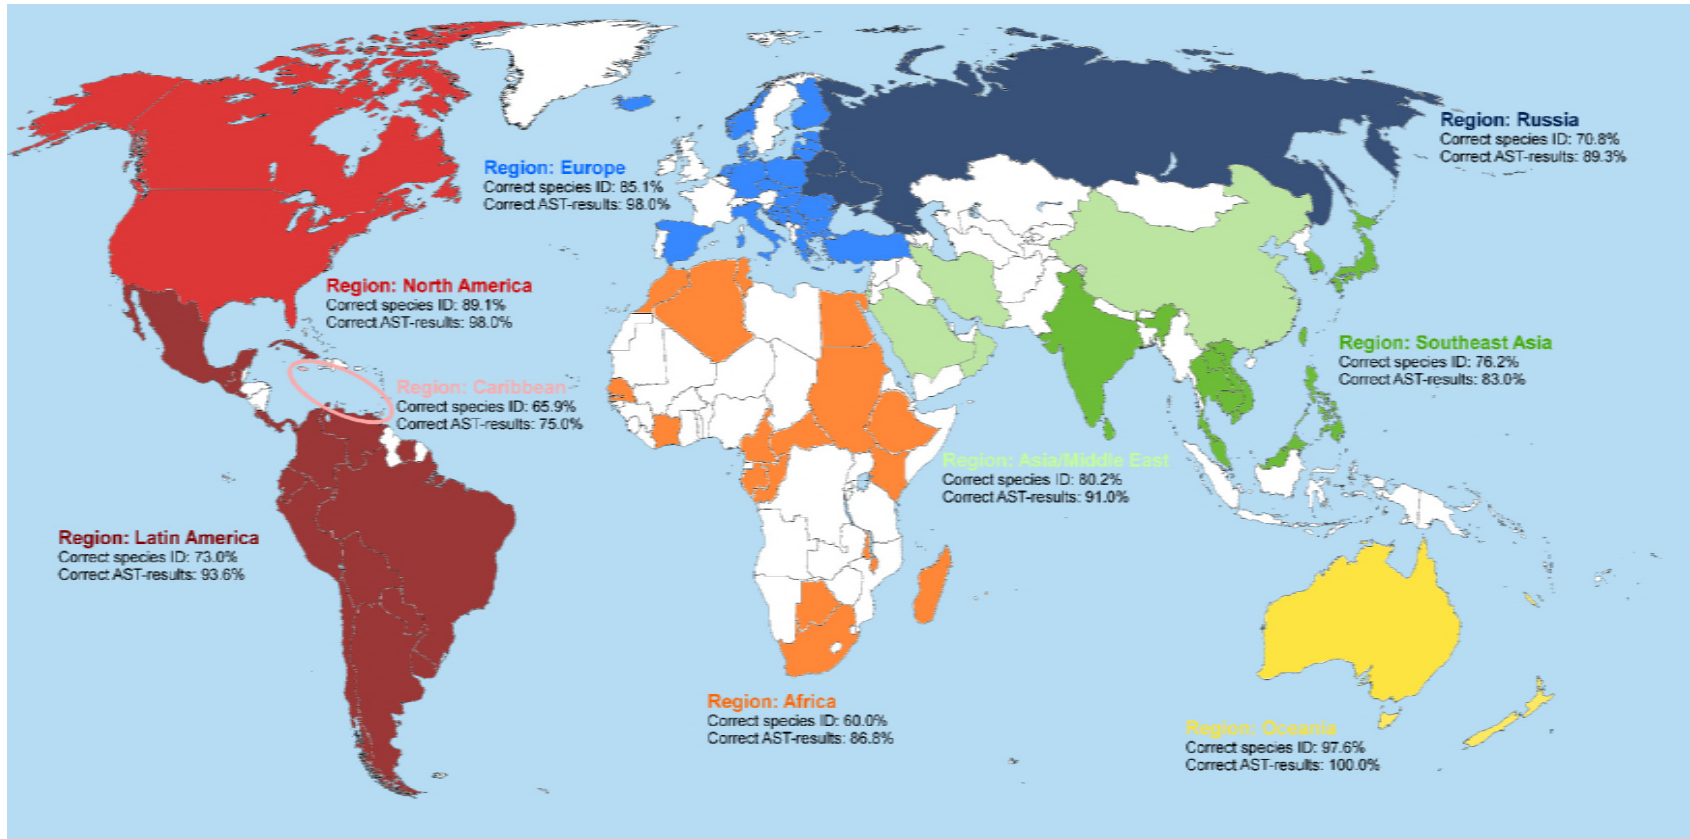 Region: Russia
Correct species ID: 70.8%
Correct AST-results: 89.3%
Region: Europe
Correct species ID: 85.1%
Correct AST-results: 98.0%
Region: North America
Correct species ID: 89.1%
Correct AST-results: 98.0%
Region: Southeast Asia
Correct species ID: 76.2%
Correct AST-results: 83.0%
Region: Caribbean
Correct species ID: 65.9%
Correct AST-results: 75.0%
Region: Asia/Middle East
Correct species ID: 80.2%
Correct AST-results: 91.0%
Region: Latin America
Correct species ID: 73.0%
Correct AST-results: 93.6%
Region: Africa
Correct species ID: 60.0%
Correct AST-results: 86.8%
Region: Oceania
Correct species ID: 97.6%
Correct AST-results: 100.0%